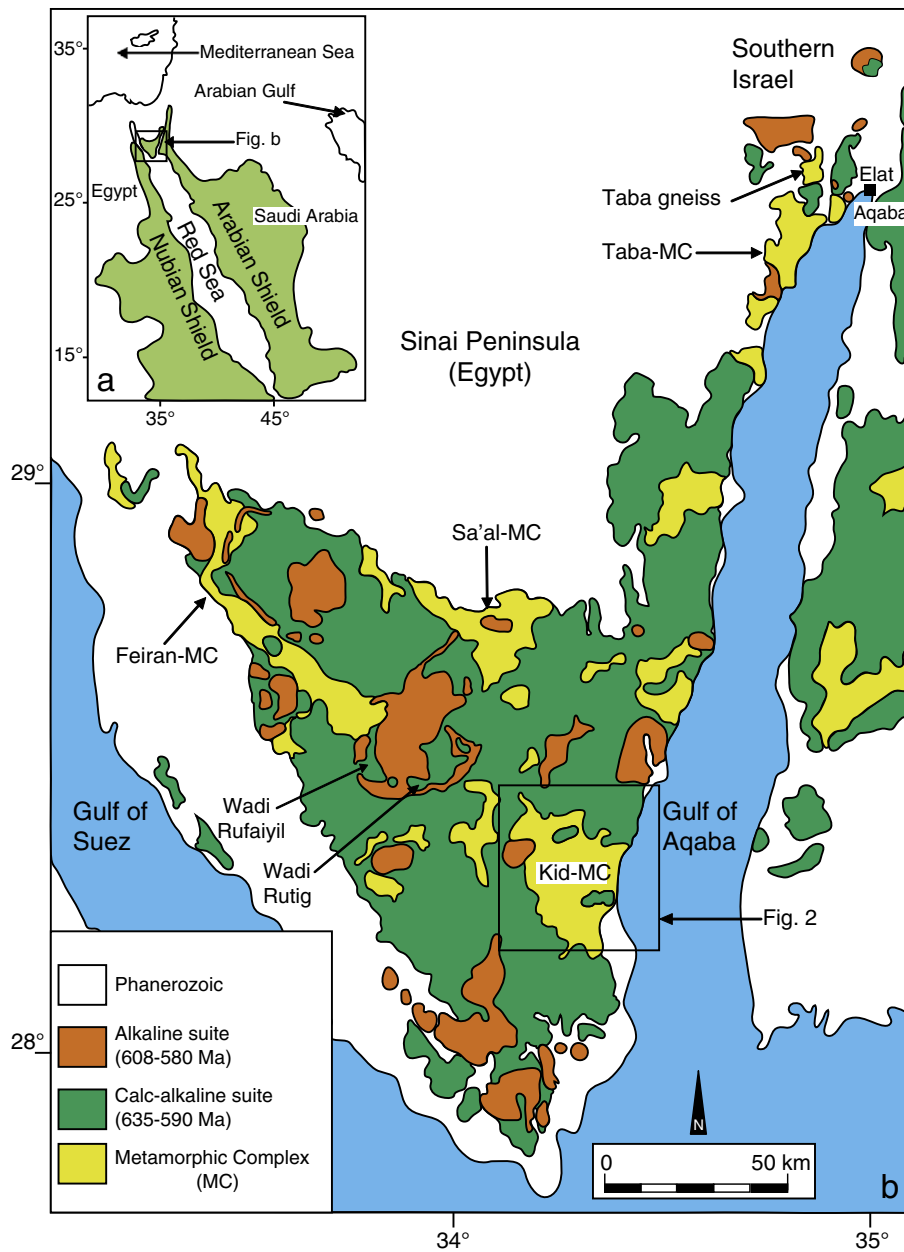 35°
Mediterranean Sea
Arabian Gulf
Fig. b
Egypt
25°
Saudi Arabia
Arabian Shield
Red Sea
Nubian Shield
15°
a
35°
45°
Southern
Israel
Taba gneiss
Elat
Aqaba
Taba-MC
Sinai Peninsula
(Egypt)
29°
Sa'al-MC
Feiran-MC
Gulf of
Suez
Wadi
Rufaiyil
Wadi
Rutig
Gulf of
Aqaba
Kid-MC
Fig. 2
Phanerozoic
Alkaline suite
(608-580 Ma)
Calc-alkaline suite
(635-590 Ma)
Metamorphic Complex
(MC)
28°
N
0
50 km
b
34°
35°